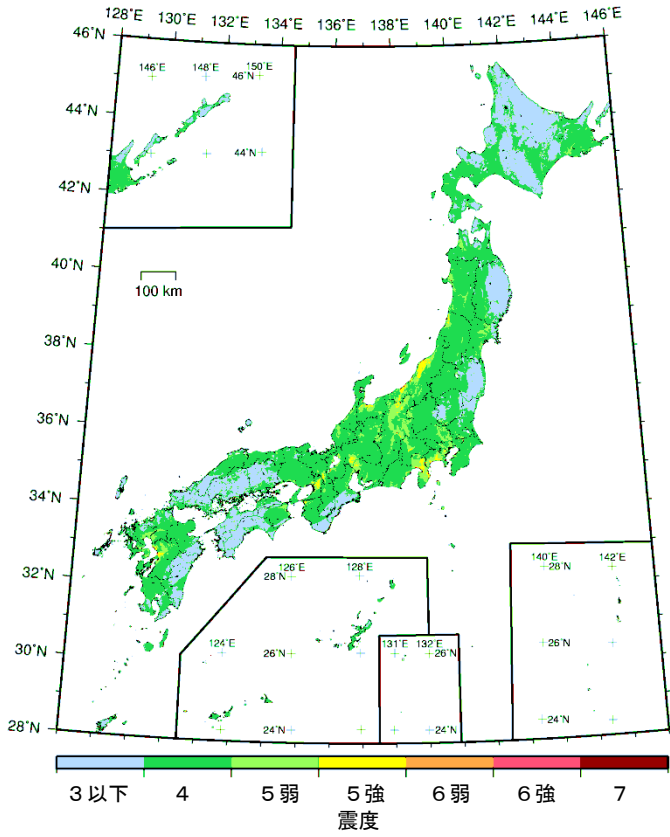 128°E 130°E 132°E 134°E 136°E 138°E 140°E 142°E 144°E 146°E
46°N
146°E 148°E 150°E
46°N
44°N
44°N
42°N
40°N
100 km
38°N
36°N
34°N
32°N
126°E 128°E
28°N
140°E 142°E
28°N
30°N
124°E
26°N
131°E 132°E
26°N
26°N
28°N
24°N
24°N
24°N
3以下 4 5弱 5強 6弱 6強 7
震度